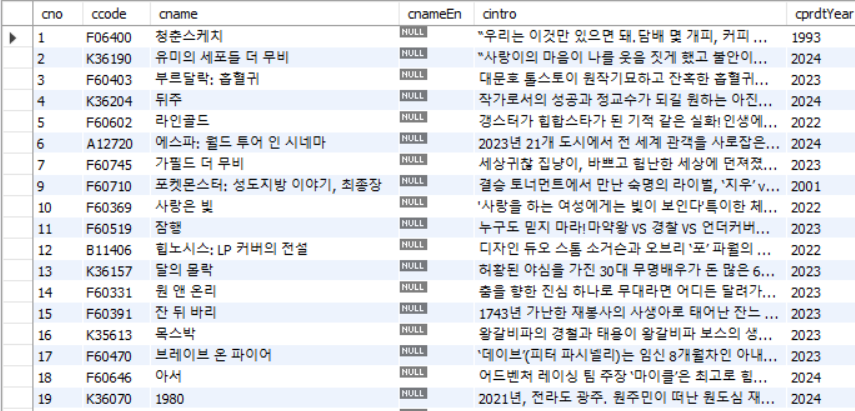 cno ccode cname cnameEn cintro cprdtYear
1 F06400 청춘스케치 NULL "우리는 이것만 있으면 돼.담배 몇 개피, 커피 ... 1993
2 K36190 유미의 세포들 더 무비 NULL "사랑이의 마음이 나를 웃음 짓게 했고 불안이... 2024
3 F60403 부르달락: 흡혈귀 NULL 대문호 톨스토이 원작기묘하고 잔혹한 흡혈귀... 2023
4 K36204 뒤주 NULL 작가로서의 성공과 정교수가 되길 원하는 아진... 2024
5 F60602 라인골드 NULL 갱스터가 힙합스타가 된 기적 같은 실화!인생에... 2022
6 A12720 에스파: 월드 투어 인 시네마 NULL 2023년 21개 도시에서 전 세계 관객을 사로잡은... 2024
7 F60745 가필드 더 무비 NULL 세상귀찮 집냥이, 바쁘고 험난한 세상에 던져졌... 2023
9 F60710 포켓몬스터: 성도지방 이야기, 최종장 NULL 결승 토너먼트에서 만난 숙명의 라이벌, '지우' v... 2001
10 F60369 사랑은 빛 NULL '사랑을 하는 여성에게는 빛이 보인다'특이한 체... 2022
11 F60519 잠행 NULL 누구도 믿지 마라!마약왕 VS 경찰 VS 언더커버... 2023
12 B11406 힙노시스: LP 커버의 전설 NULL 디자인 듀오 스톰 소거슨과 오브리 '포' 파월의 ... 2022
13 K36157 달의 몰락 NULL 허황된 야심을 가진 30대 무명배우가 돈 많은 6... 2023
14 F60331 원 앤 온리 NULL 춤을 향한 진심 하나로 무대라면 어디든 달려가... 2023
15 F60391 잔 뒤 바리 NULL 1743년 가난한 재봉사의 사생아로 태어난 잔느 ... 2023
16 K35613 목스박 NULL 왕갈비파의 경철과 태용이 왕갈비파 보스의 생... 2023
17 F60470 브레이브 온 파이어 NULL '데이브'(피터 파시넬리)는 임신 8개월차인 아내... 2023
18 F60646 아서 NULL 어드벤처 레이싱 팀 주장 '마이클'은 최고로 힘... 2024
19 K36070 1980 NULL 2021년, 전라도 광주. 원주민이 떠난 원도심 재... 2024